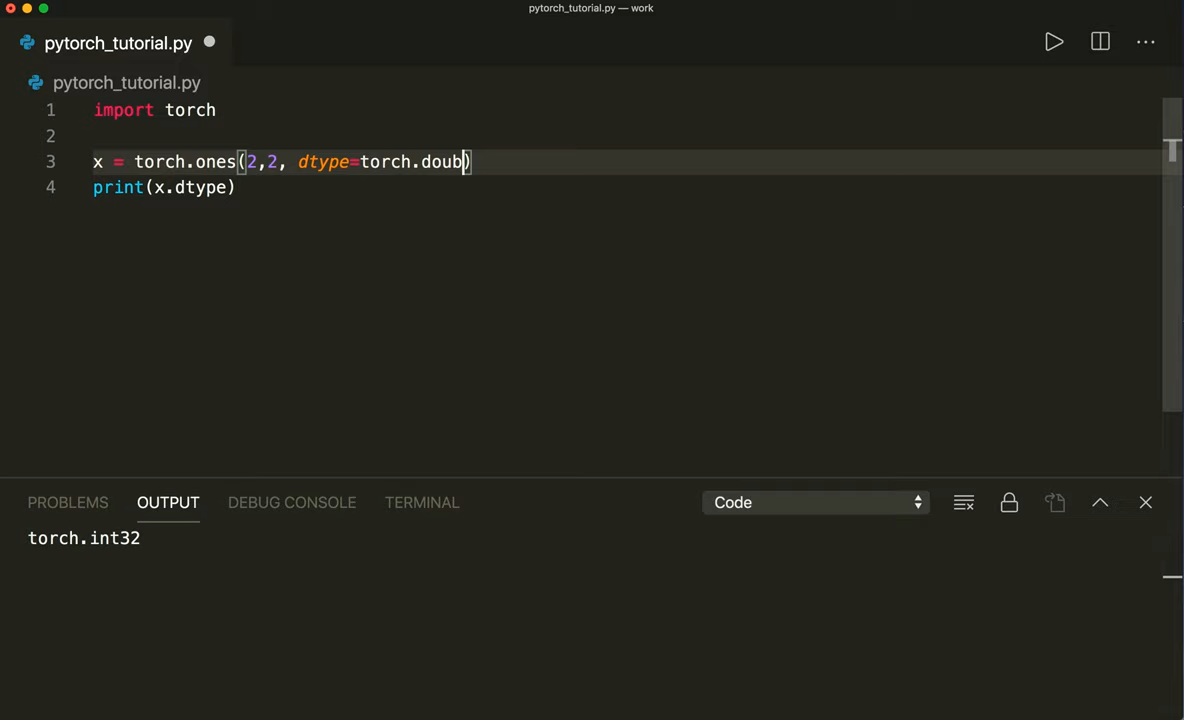 pytorch_tutorial.py — work
pytorch_tutorial.py
pytorch_tutorial.py
1 import torch
2
3 x = torch.ones(2,2, dtype=torch.doub)
4 print(x.dtype)
PROBLEMS OUTPUT DEBUG CONSOLE TERMINAL Code
torch.int32